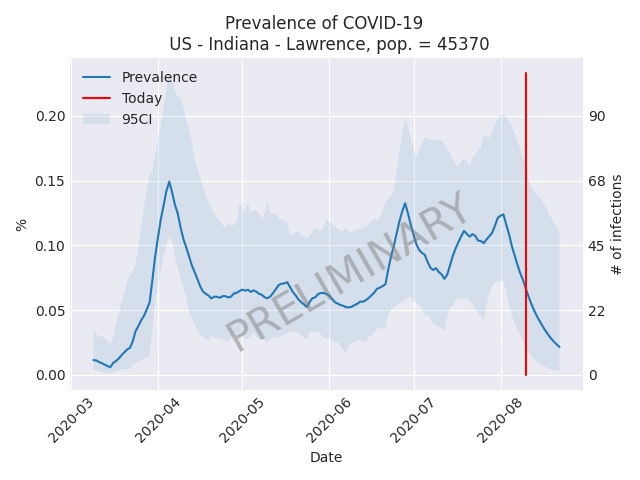 Prevalence of COVID-19
US - Indiana - Lawrence, pop. = 45370
Prevalence
Today
95CI
PRELIMINARY
%
0.20
0.15
0.10
0.05
0.00
90
68
45
22
0
# of infections
2020-03
2020-04
2020-05
2020-06
2020-07
2020-08
Date